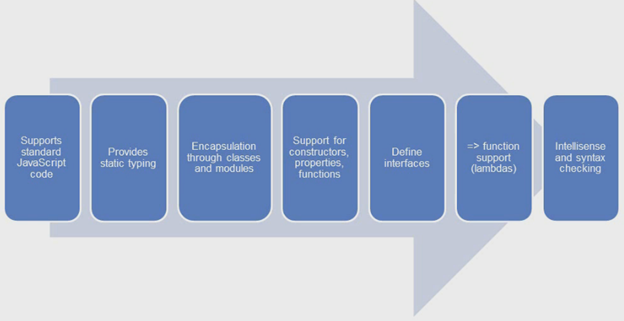 Supports
standard
JavaScript
code
Provides
static typing
Encapsulation
through classes
and modules
Support for
constructors,
properties,
functions
Define
interfaces
=> function
support
(lambdas)
Intellisense
and syntax
checking